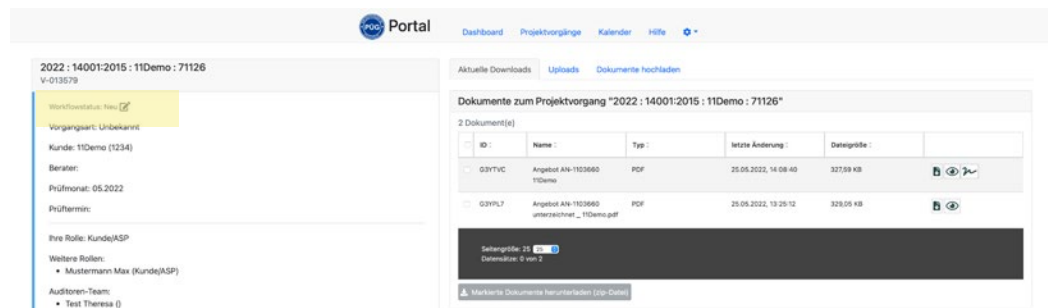 PÜG Portal
Dashboard Projektvorgänge Kalender Hilfe
2022 : 14001:2015 : 11Demo : 71126
V-013579
Workflowstatus: Neu
Vorgangsart: Unbekannt
Kunde: 11Demo (1234)
Berater:
Prüfmonat: 05.2022
Prüftermin:
Ihre Rolle: Kunde/ASP
Weitere Rollen:
Mustermann Max (Kunde/ASP)
Auditoren-Team:
Test Theresa ()
Aktuelle Downloads Uploads Dokumente hochladen
Dokumente zum Projektvorgang "2022 : 14001:2015 : 11Demo : 71126"
2 Dokument(e)
ID Name Typ letzte Änderung Dateigröße
G3YTVC Angebot AN-1103660 PDF 25.05.2022, 14:08:40 327,69 KB
11Demo
G3YPL7 Angebot AN-1103660 PDF 25.05.2022, 13:25:12 329,05 KB
unterzeichnet _ 11Demo.pdf
Seitengröße: 25 25
Datensätze: 0 von 2
Markierte Dokumente herunterladen (zip-Datei)